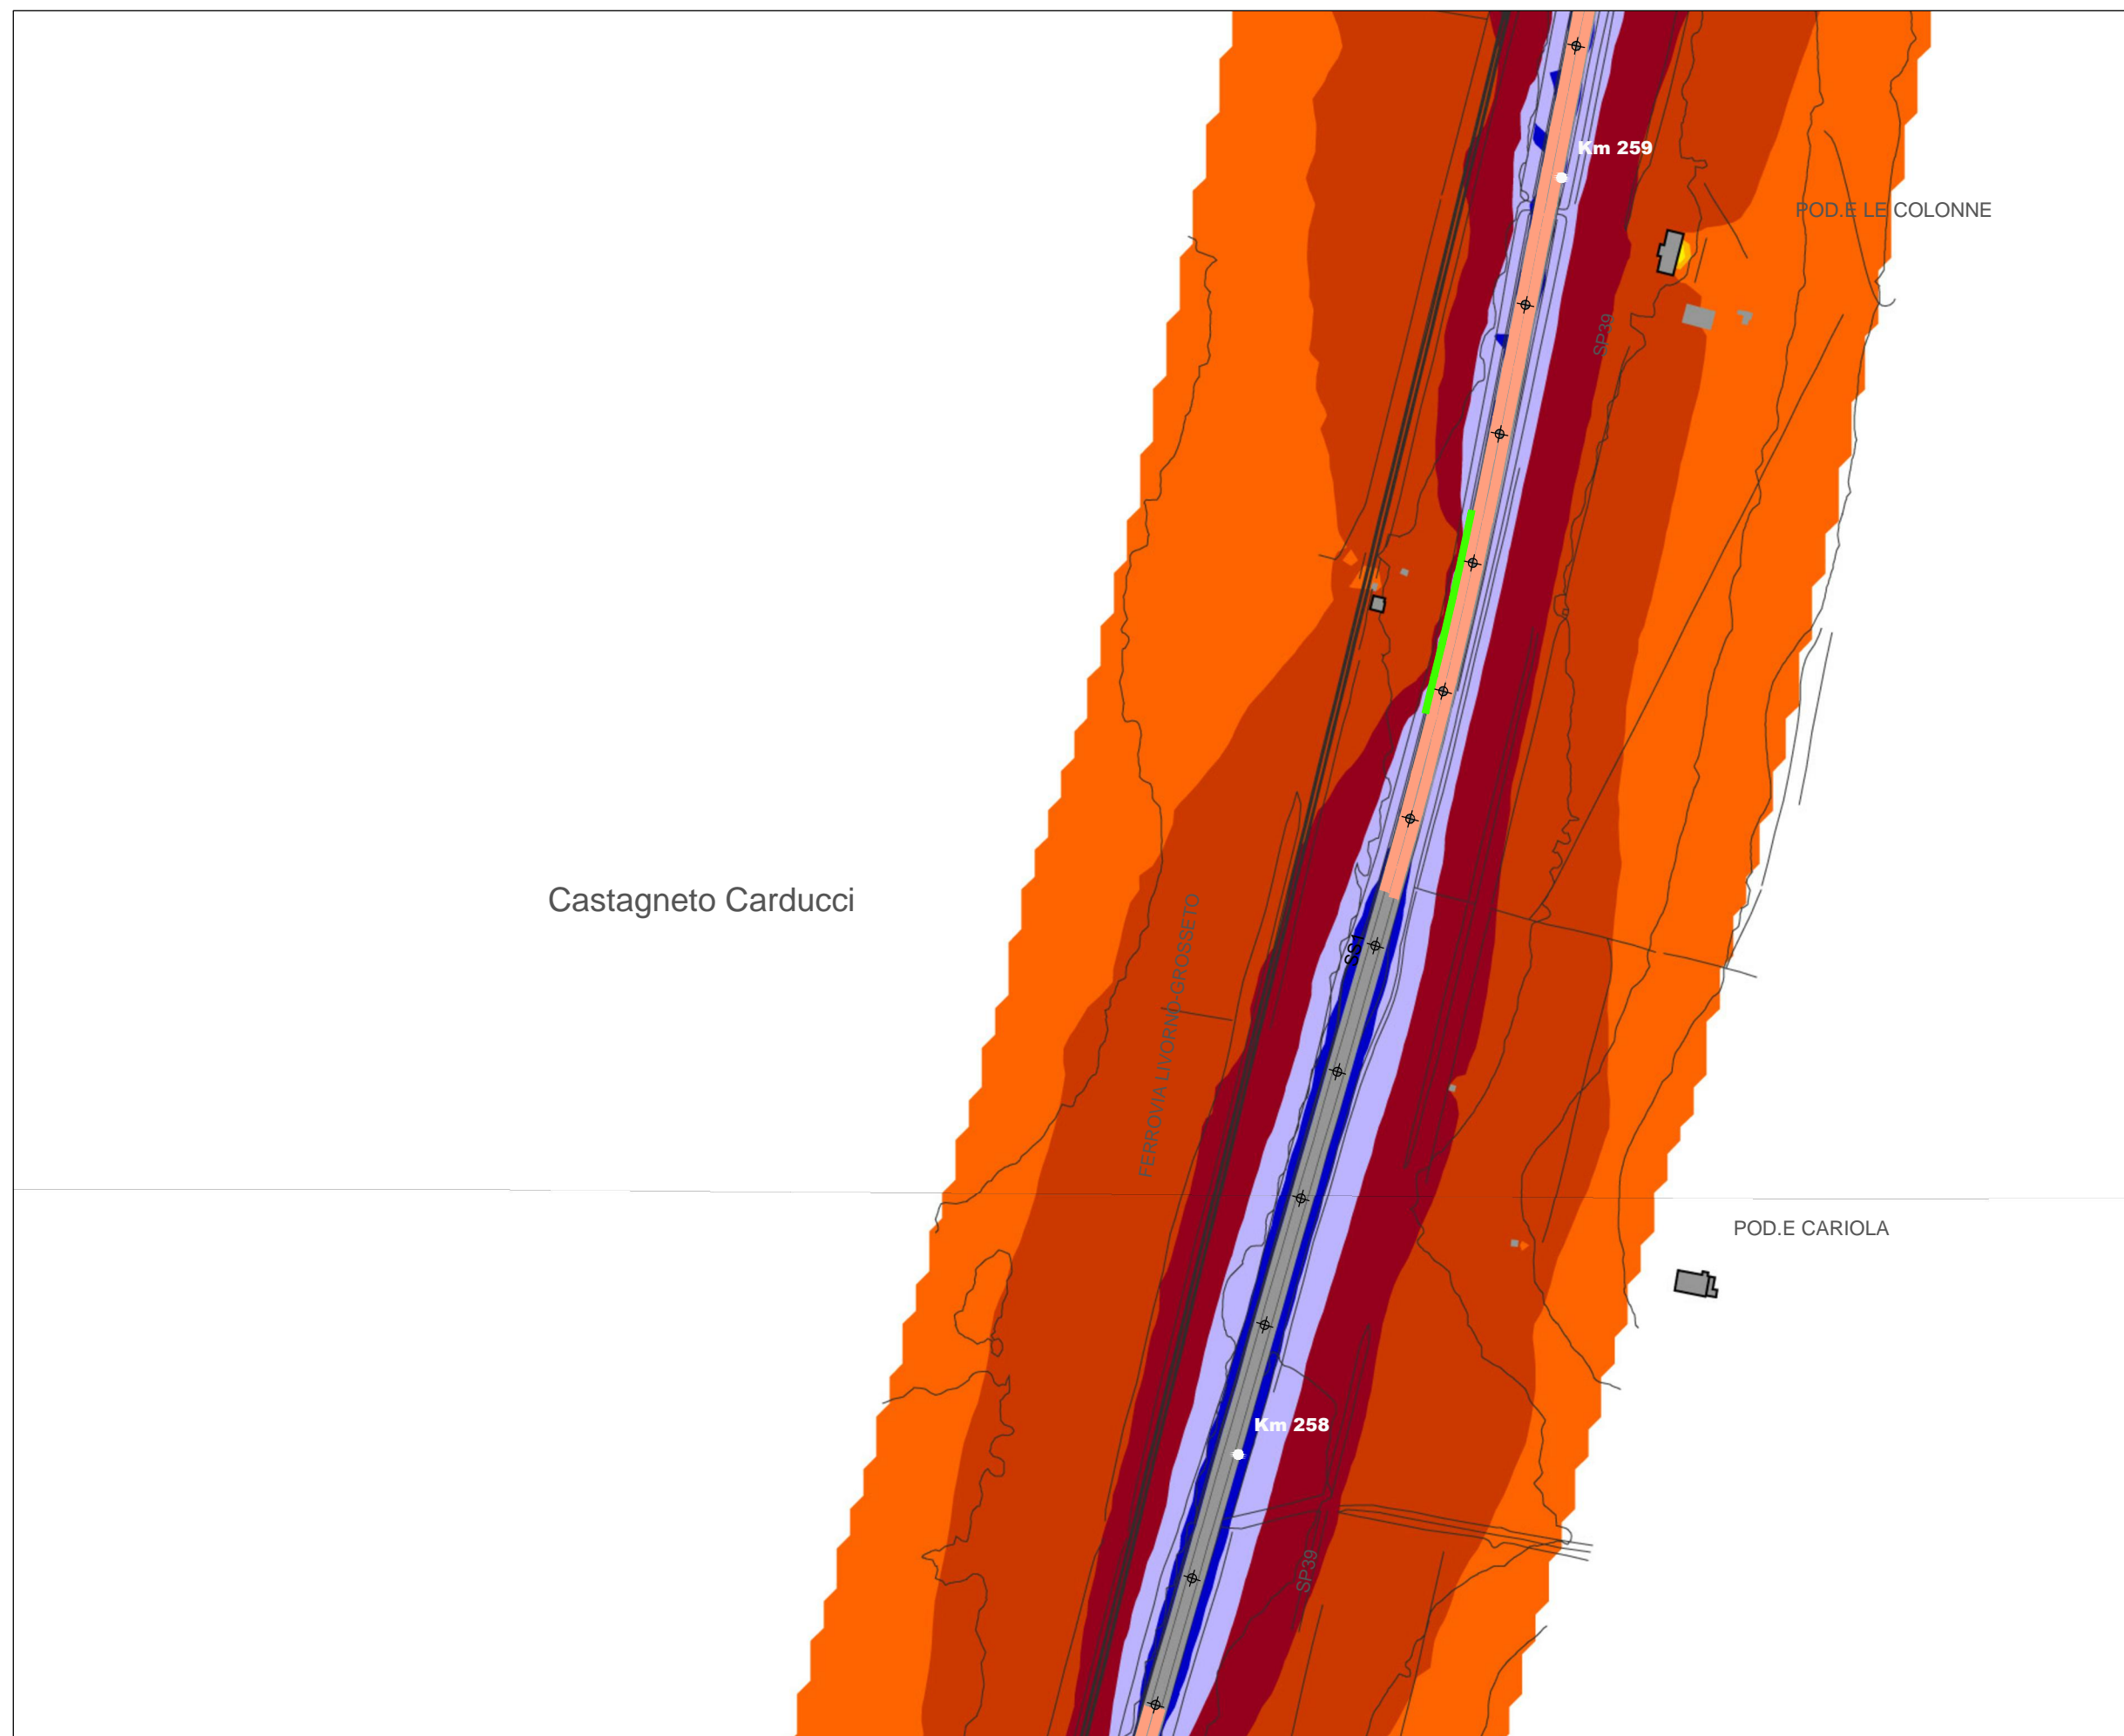 Km 259
POD.E LE COLONNE
SP39
Castagneto Carducci
FERROVIA LIVORNO-GROSSETO
SS1
POD.E CARIOLA
Km 258
SP39